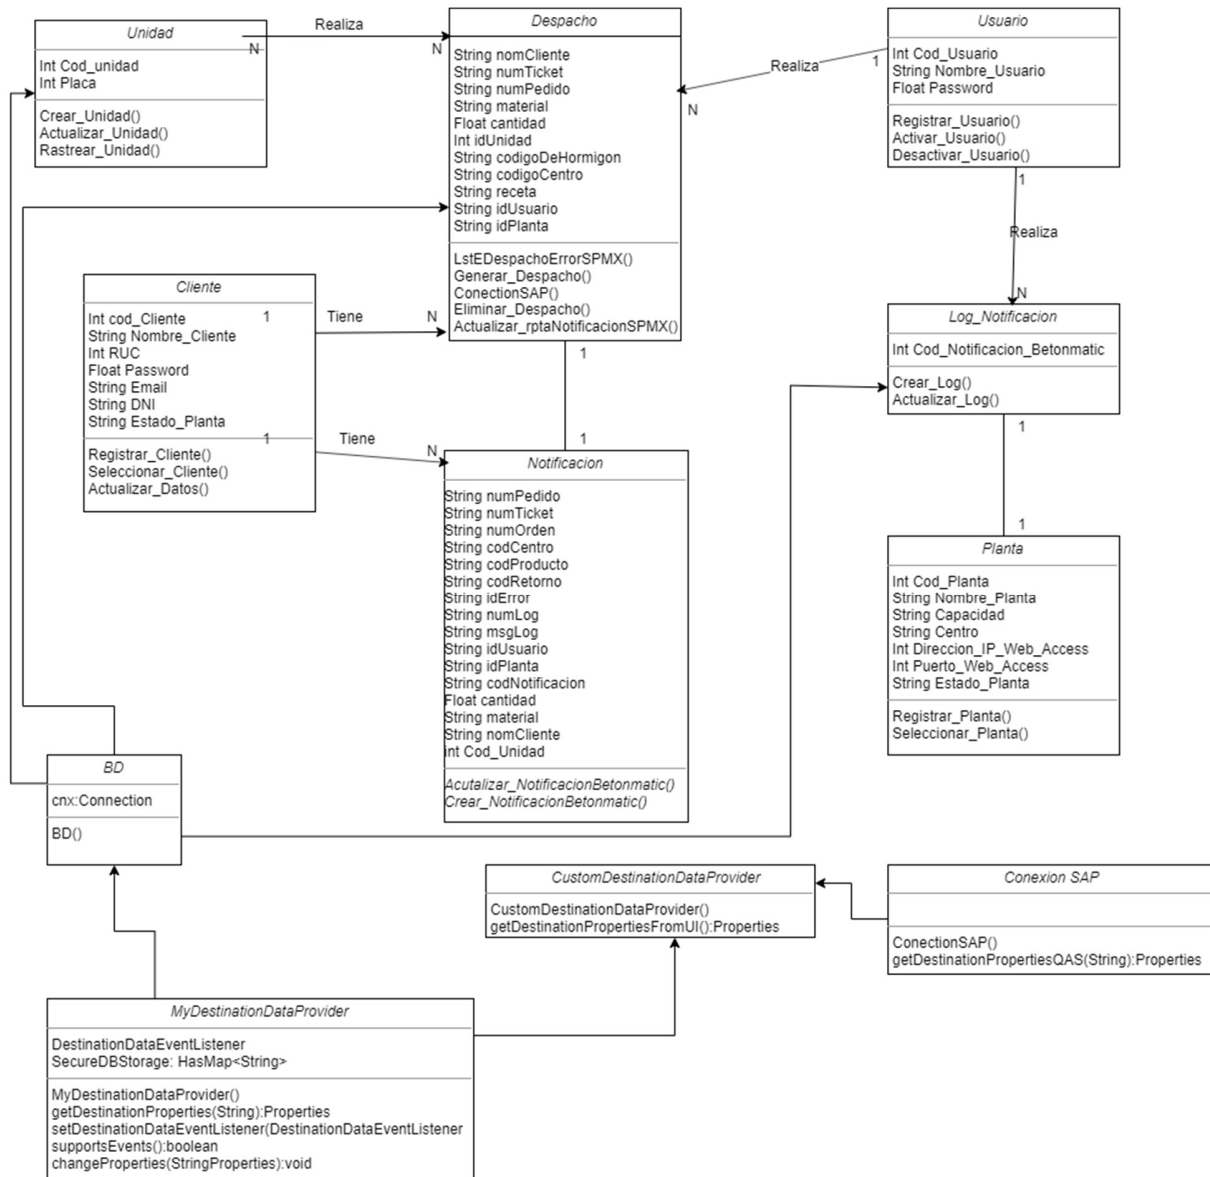 Unidad
Int Cod_unidad
Int Placa
Crear_Unidad()
Actualizar_Unidad()
Rastrear_Unidad()
Realiza
N
N
Despacho
String nomCliente
String numTicket
String numPedido
String material
Float cantidad
Int idUnidad
String codigoDeHormigon
String codigoCentro
String receta
String idUsuario
String idPlanta
LstEDespachoErrorSPMX()
Generar_Despacho()
ConectionSAP()
Eliminar_Despacho()
Actualizar_rptaNotificacionSPMX()
Realiza
1
N
Usuario
Int Cod_Usuario
String Nombre_Usuario
Float Password
Registrar_Usuario()
Activar_Usuario()
Desactivar_Usuario()
1
Realiza
N
Cliente
Int cod_Cliente
String Nombre_Cliente
Int RUC
Float Password
String Email
String DNI
String Estado_Planta
Registrar_Cliente()
Seleccionar_Cliente()
Actualizar_Datos()
1
Tiene
N
1
Tiene
N
1
1
Log_Notificacion
Int Cod_Notificacion_Betonmatic
Crear_Log()
Actualizar_Log()
1
1
Notificacion
String numPedido
String numTicket
String numOrden
String codCentro
String codProducto
String codRetorno
String idError
String numLog
String msgLog
String idUsuario
String idPlanta
String codNotificacion
Float cantidad
String material
String nomCliente
int Cod_Unidad
Acutalizar_NotificacionBetonmatic()
Crear_NotificacionBetonmatic()
Planta
Int Cod_Planta
String Nombre_Planta
String Capacidad
String Centro
Int Direccion_IP_Web_Access
Int Puerto_Web_Access
String Estado_Planta
Registrar_Planta()
Seleccionar_Planta()
BD
cnx:Connection
BD()
CustomDestinationDataProvider
CustomDestinationDataProvider()
getDestinationPropertiesFromUI():Properties
Conexion SAP
ConectionSAP()
getDestinationPropertiesQAS(String):Properties
MyDestinationDataProvider
DestinationDataEventListener
SecureDBStorage: HasMap<String>
MyDestinationDataProvider()
getDestinationProperties(String):Properties
setDestinationDataEventListener(DestinationDataEventListener
supportsEvents():boolean
changeProperties(StringProperties):void